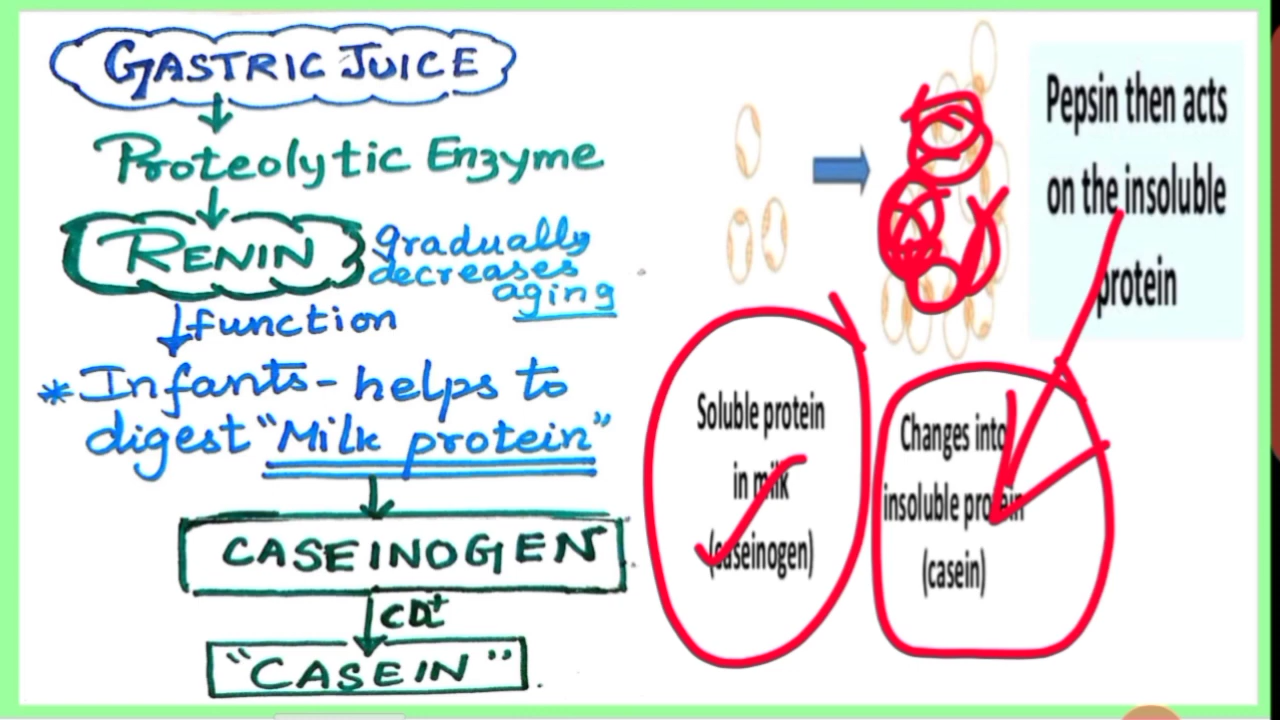 GASTRIC JUICE
Proteolytic Enzyme
RENIN
gradually
decreases
aging
function
* Infants - helps to
digest "Milk protein"
CASEINOGEN
Ca+
"CASEIN".
Soluble protein
in milk
(caseinogen)
Changes into
insoluble protein
(casein)
Pepsin then acts
on the insoluble
protein